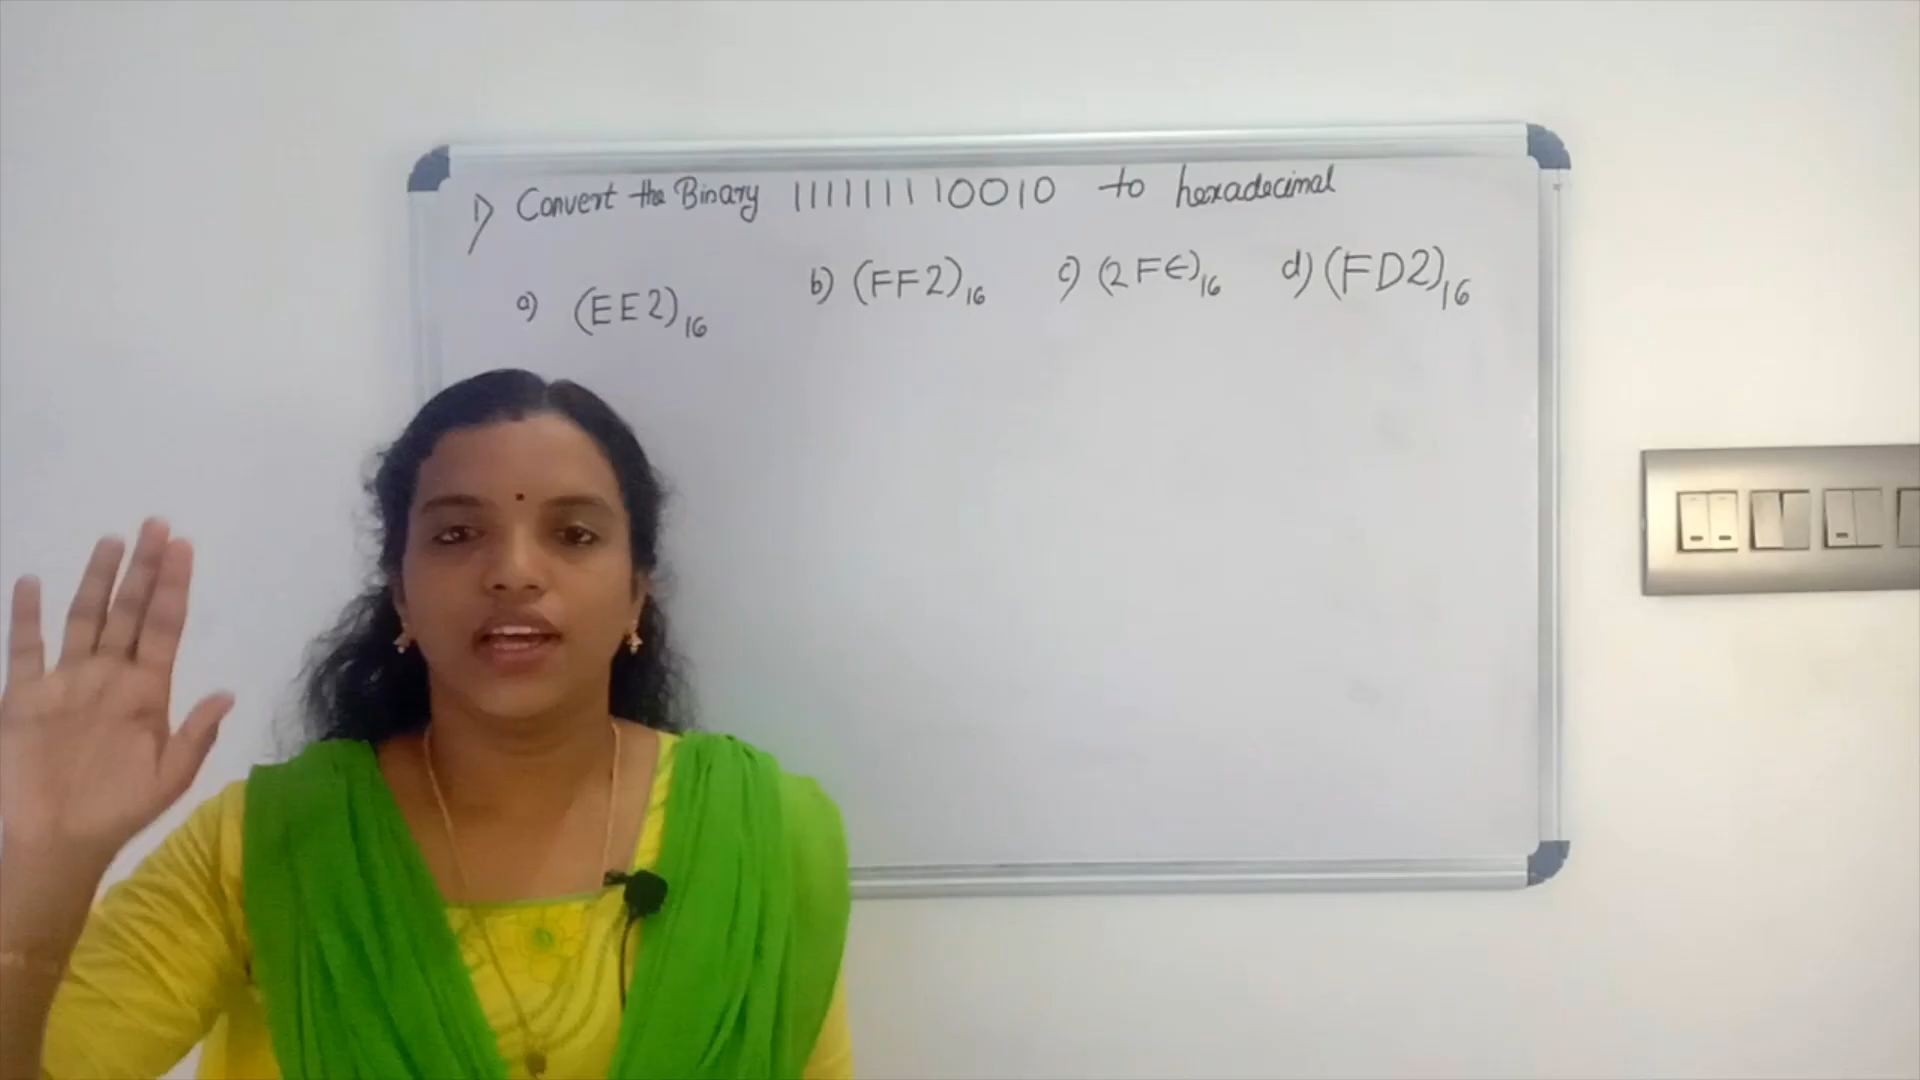 1) Convert the Binary 111111110010 to hexadecimal
a) (EE2)16 b) (FF2)16 c) (2FE)16 d) (FD2)16